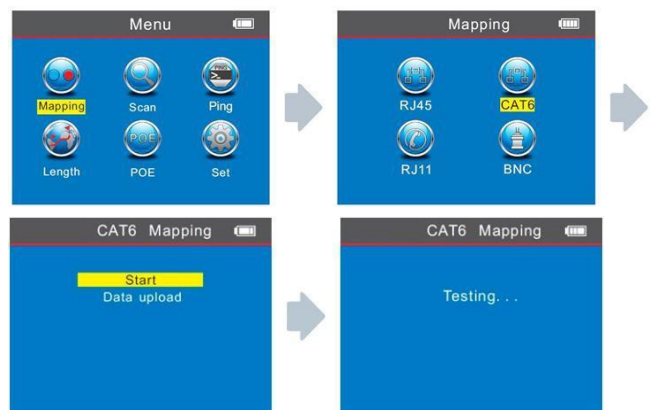 Menu
Mapping Scan Ping
Length POE Set
Mapping
RJ45 CAT6
RJ11 BNC
CAT6 Mapping
Start
Data upload
CAT6 Mapping
Testing. . .